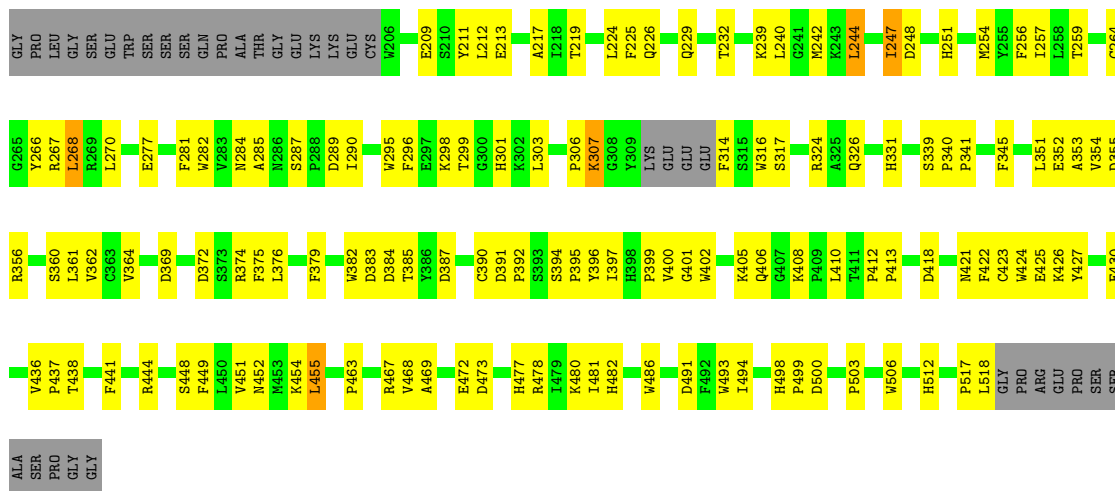 GLY PRO LEU GLY SER SER GLU TRP SER SER SER GLN PRO ALA THR GLY GLU LYS LYS GLU CYS W206 E209 S210 Y211 L212 E213 A217 I218 T219 L224 F225 Q226 Q229 T232 K239 L240 G241 M242 K243 L244 I247 D248 H251 M254 Y255 F256 I257 L258 T259 C264
G265 Y266 R267 L268 R269 L270 E277 F281 W282 V283 N284 A285 N286 S287 P288 D289 I290 W295 F296 E297 K298 T299 G300 H301 K302 L303 P306 K307 G308 Y309 LYS GLU GLU GLU F314 S315 W316 S317 R324 A325 Q326 H331 S339 P340 P341 F345 L351 E352 A353 V354
R356 S360 L361 V362 C363 V364 D369 D372 S373 R374 F375 L376 F379 W382 D383 D384 T385 Y386 D387 C390 D391 P392 S393 S394 P395 Y396 I397 H398 P399 V400 G401 W402 K405 Q406 G407 K408 P409 L410 T411 P412 P413 D418 N421 F422 C423 W424 E425 K426 Y427
V436 P437 T438 F441 R444 S448 F449 L450 V451 N452 M453 K454 L455 P463 R467 V468 A469 E472 D473 H477 R478 I479 K480 I481 H482 W486 D491 F492 W493 I494 H498 P499 D500 P503 W506 H512 P517 L518 GLY PRO ARG GLU PRO SER SER
ALA SER PRO GLY GLY